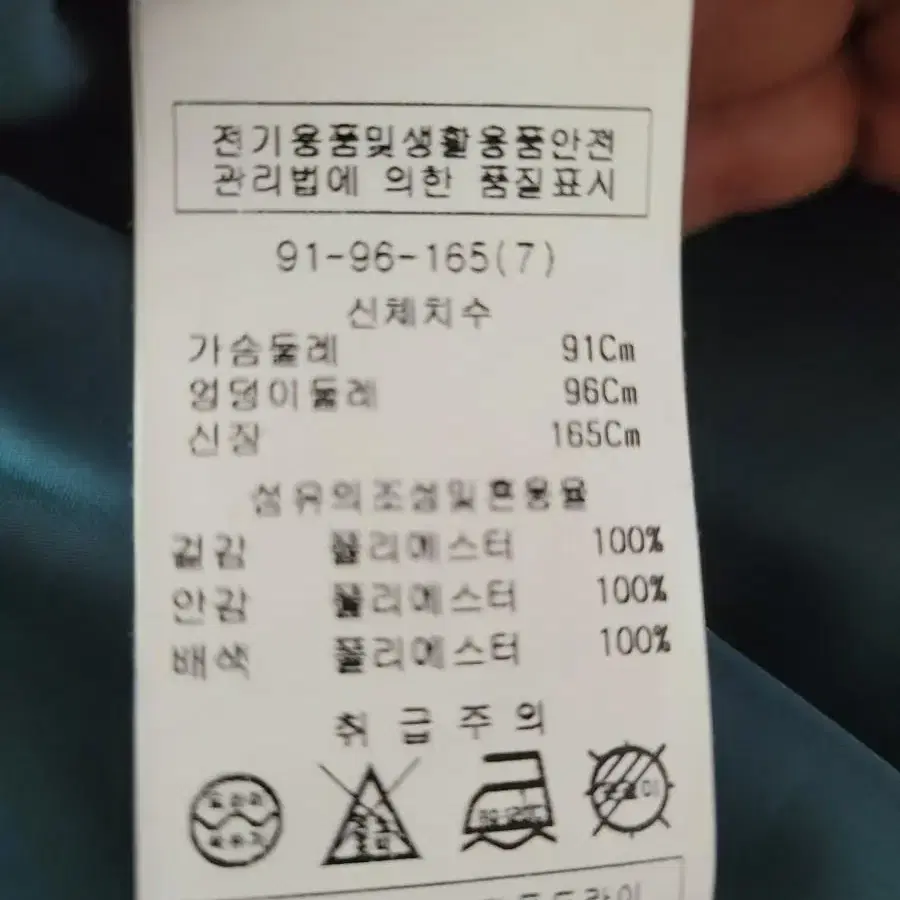 전기용품및생활용품안전
관리법에 의한 품질표시
91-96-165(7)
신체치수
가슴둘레 91Cm
엉덩이둘레 96Cm
신장 165Cm
섬유의조성및혼용율
겉감 폴리에스터 100%
안감 폴리에스터 100%
배색 폴리에스터 100%
취급주의
드라이